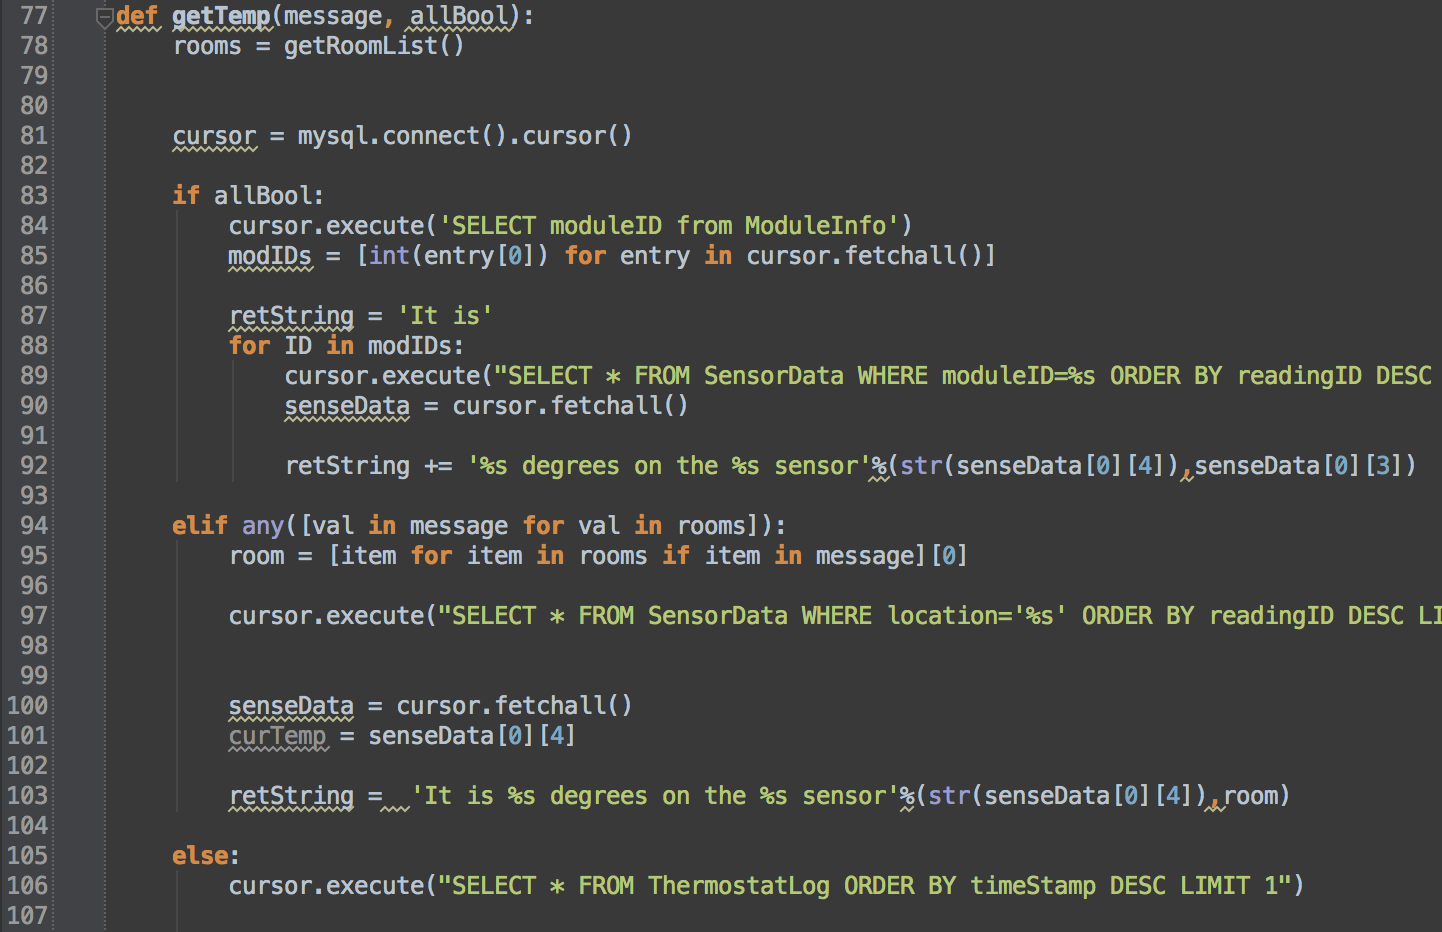 77 def getTemp(message, allBool):
78 rooms = getRoomList()
79
80
81 cursor = mysql.connect().cursor()
82
83 if allBool:
84 cursor.execute('SELECT moduleID from ModuleInfo')
85 modIDs = [int(entry[0]) for entry in cursor.fetchall()]
86
87 retString = 'It is'
88 for ID in modIDs:
89 cursor.execute("SELECT * FROM SensorData WHERE moduleID=%s ORDER BY readingID DESC
90 senseData = cursor.fetchall()
91
92 retString += '%s degrees on the %s sensor'%(str(senseData[0][4]),senseData[0][3])
93
94 elif any([val in message for val in rooms]):
95 room = [item for item in rooms if item in message][0]
96
97 cursor.execute("SELECT * FROM SensorData WHERE location='%s' ORDER BY readingID DESC LI
98
99
100 senseData = cursor.fetchall()
101 curTemp = senseData[0][4]
102
103 retString =  'It is %s degrees on the %s sensor'%(str(senseData[0][4]),room)
104
105 else:
106 cursor.execute("SELECT * FROM ThermostatLog ORDER BY timeStamp DESC LIMIT 1")
107